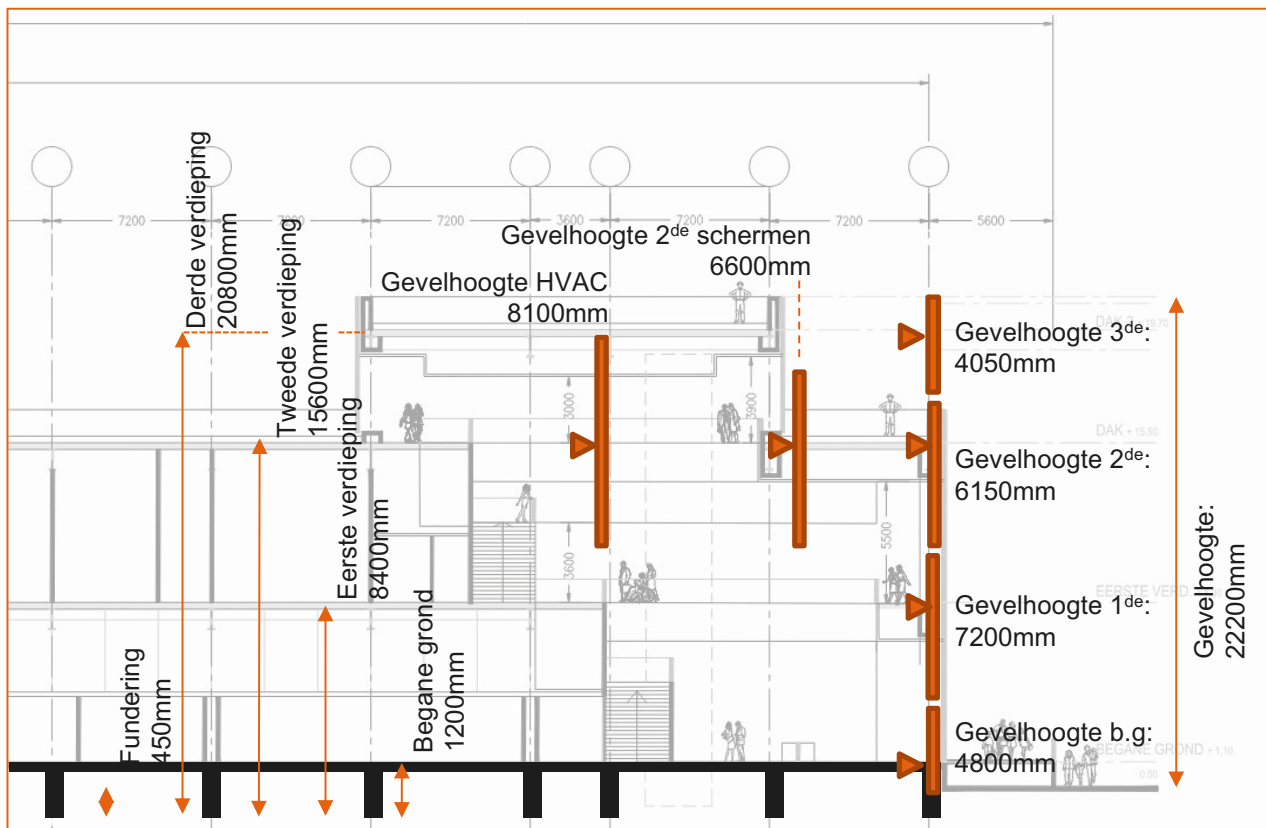 7200
7200
7200
3600
7200
7200
5600
Derde verdieping
20800mm
Tweede verdieping
15600mm
Eerste verdieping
8400mm
Begane grond
1200mm
Fundering
450mm
Gevelhoogte 2de schermen
6600mm
Gevelhoogte HVAC
8100mm
3000
3900
3600
5500
Gevelhoogte 3de:
4050mm
DAK + 15.50
Gevelhoogte 2de:
6150mm
EERSTE VERD
Gevelhoogte 1de:
7200mm
Gevelhoogte b.g:
4800mm
BEGANE GROND + 1.10
0.00
Gevelhoogte:
22200mm